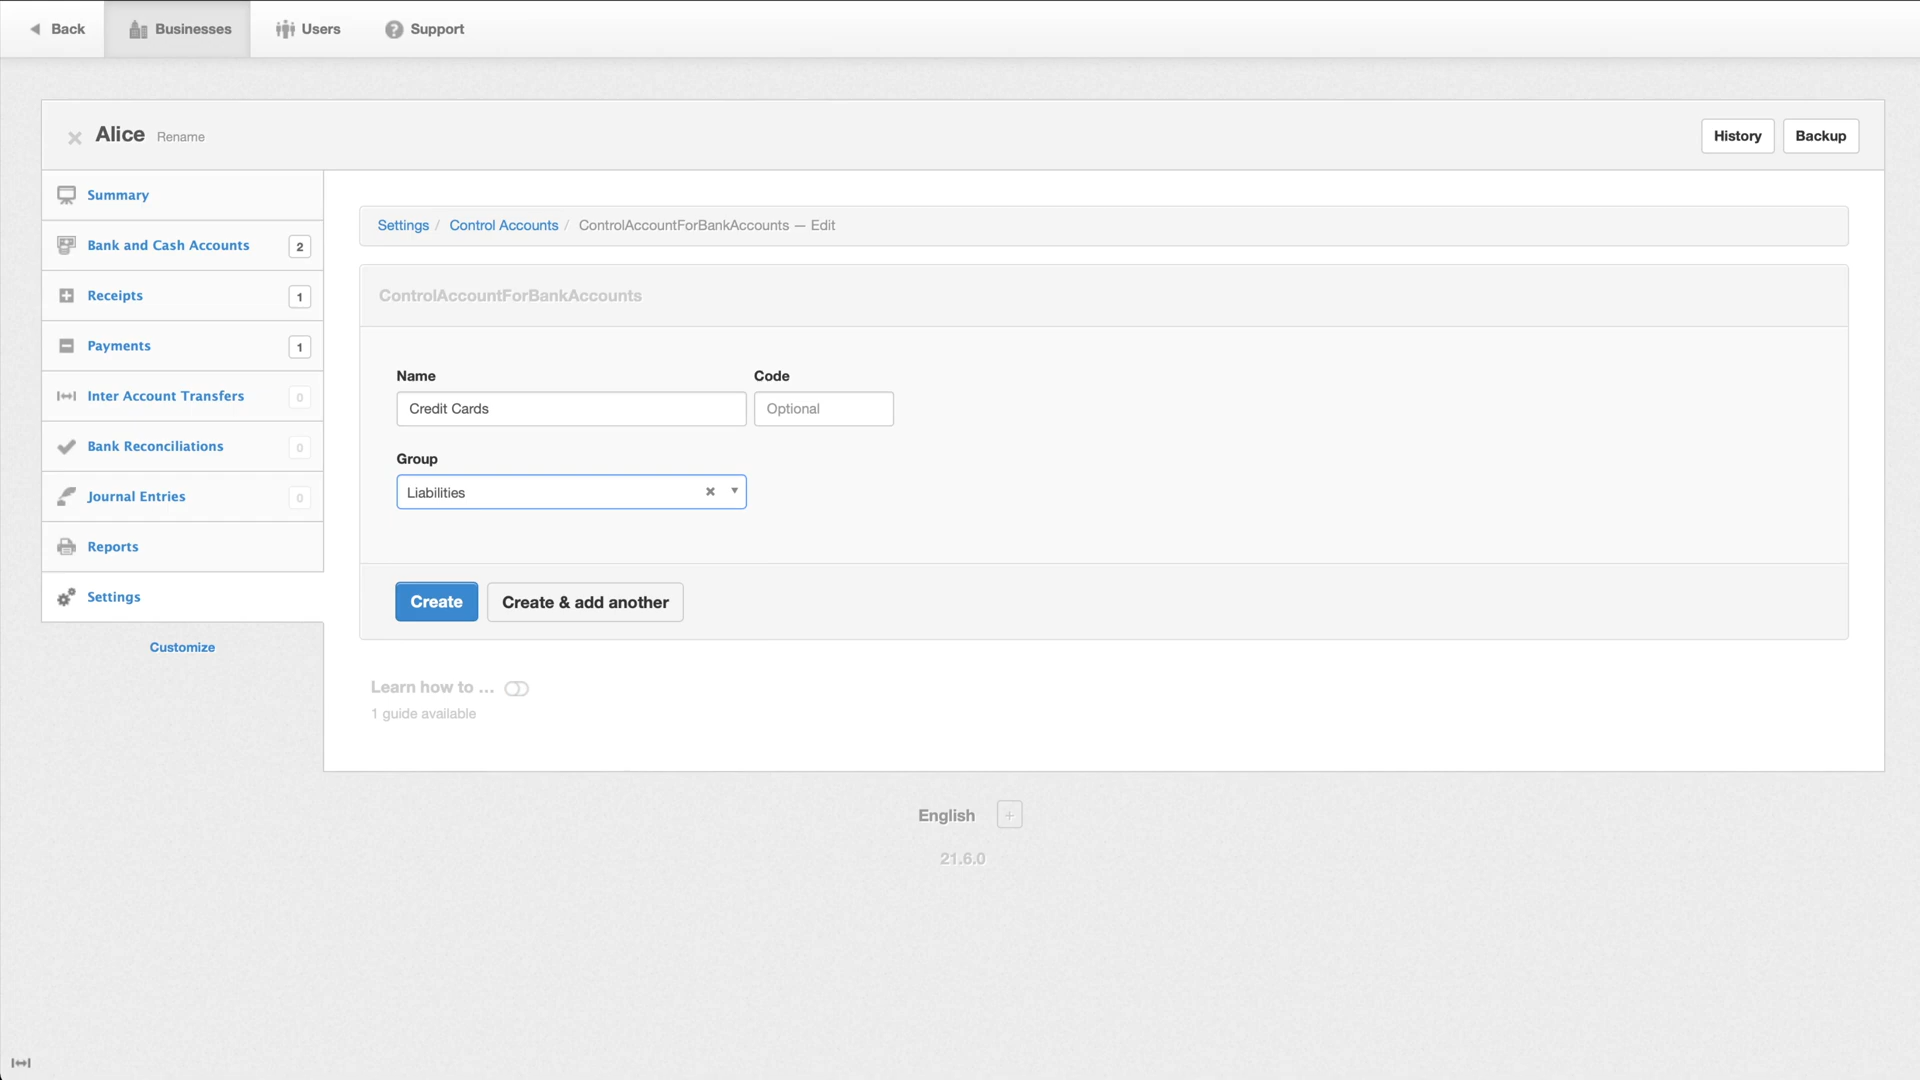 Back
Businesses
Users
Support
Alice Rename
History
Backup
Summary
Bank and Cash Accounts 2
Receipts 1
Payments 1
Inter Account Transfers 0
Bank Reconciliations 0
Journal Entries 0
Reports
Settings
Customize
Settings / Control Accounts / ControlAccountForBankAccounts — Edit
ControlAccountForBankAccounts
Name
Code
Credit Cards
Optional
Group
Liabilities
Create
Create & add another
Learn how to ...
1 guide available
English +
21.6.0